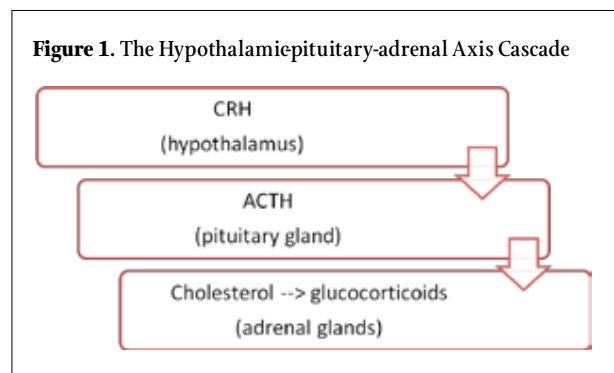 Figure 1. The Hypothalamic-pituitary-adrenal Axis Cascade
CRH
(hypothalamus)
ACTH
(pituitary gland)
Cholesterol --> glucocorticoids
(adrenal glands)